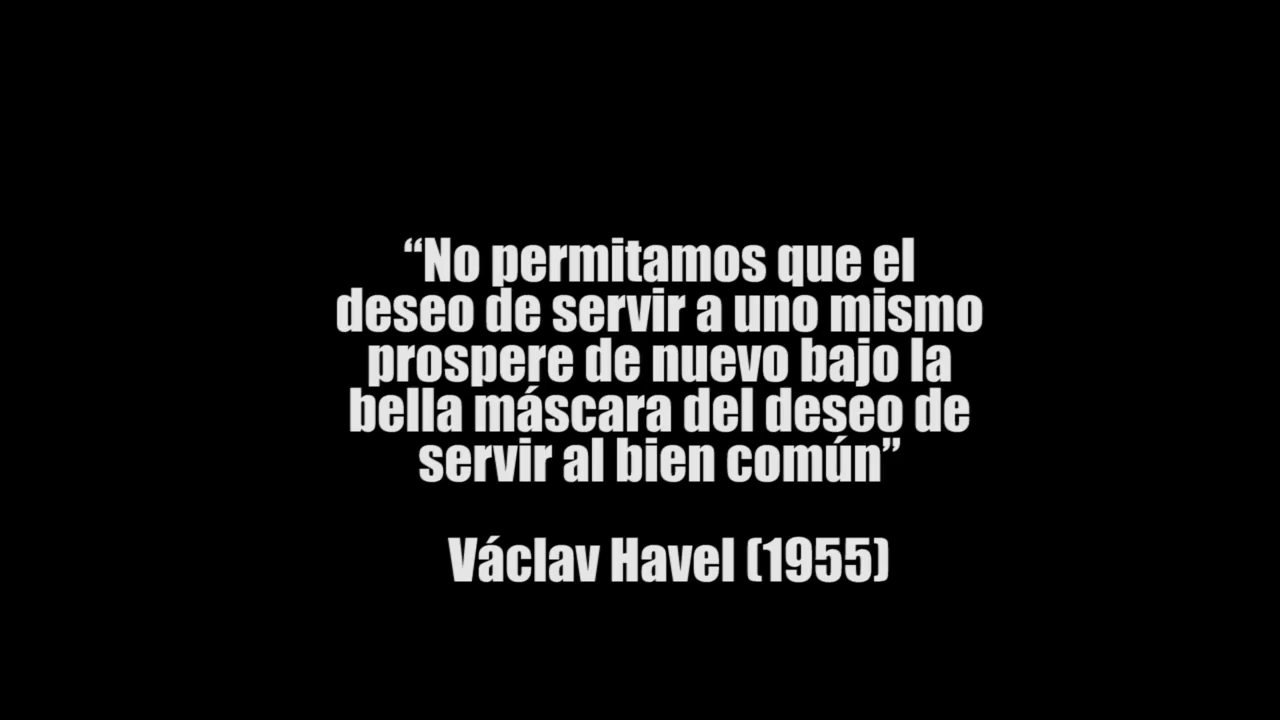 “No permitamos que el
deseo de servir a uno mismo
prospere de nuevo bajo la
bella máscara del deseo de
servir al bien común”
Václav Havel (1955)